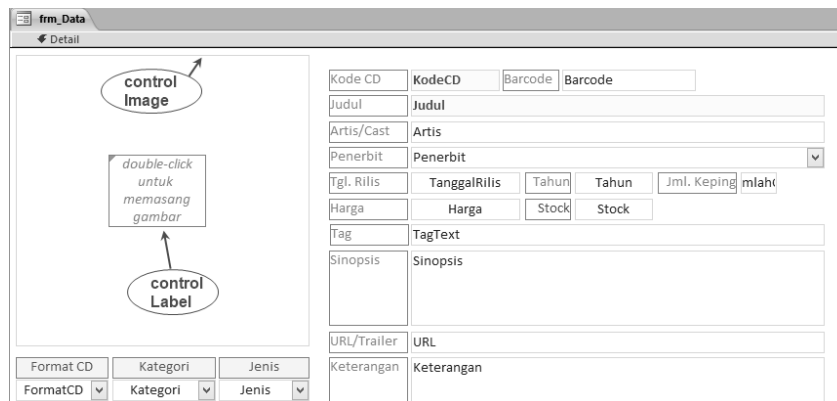 frm_Data
Detail
control
Image
double-click
untuk
memasang
gambar
control
Label
Format CD Kategori Jenis
FormatCD Kategori Jenis
Kode CD KodeCD Barcode Barcode
Judul Judul
Artis/Cast Artis
Penerbit Penerbit
Tgl. Rilis TanggalRilis Tahun Tahun Jml. Keping
Harga Harga Stock Stock
Tag TagText
Sinopsis Sinopsis
URL/Trailer URL
Keterangan Keterangan